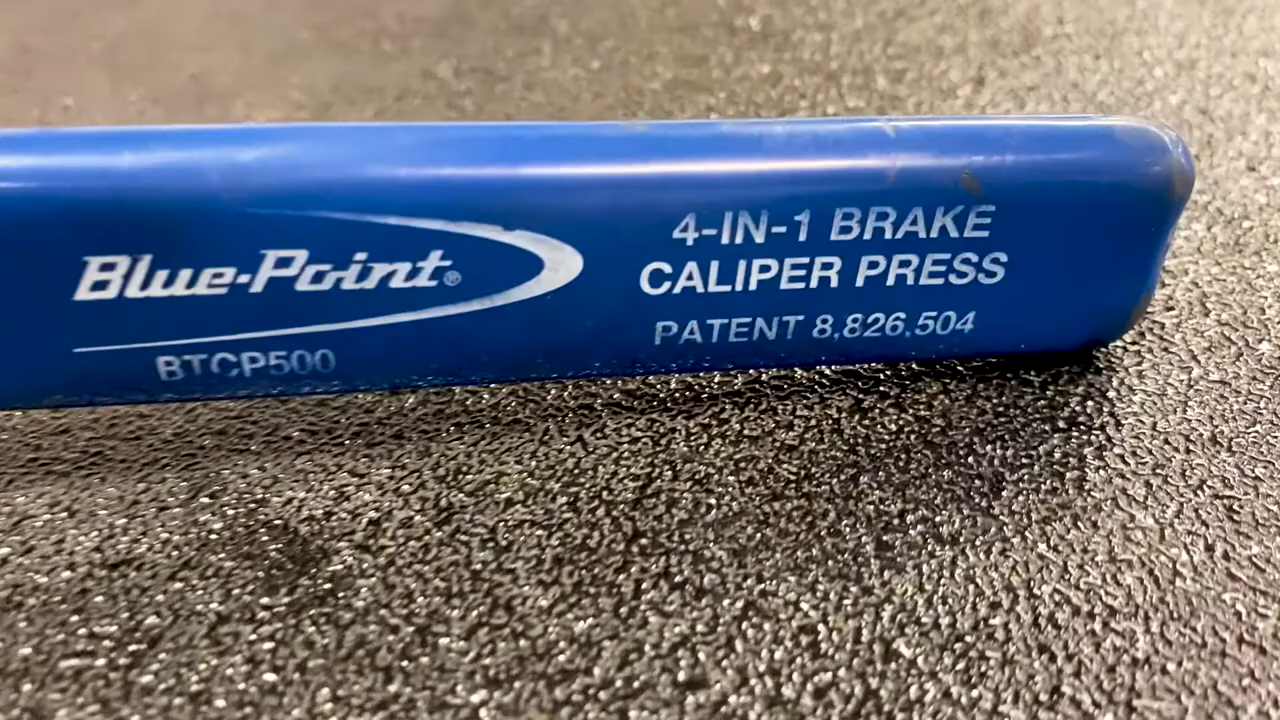 Blue-Point®
BTCP500
4-IN-1 BRAKE
CALIPER PRESS
PATENT 8,826,504